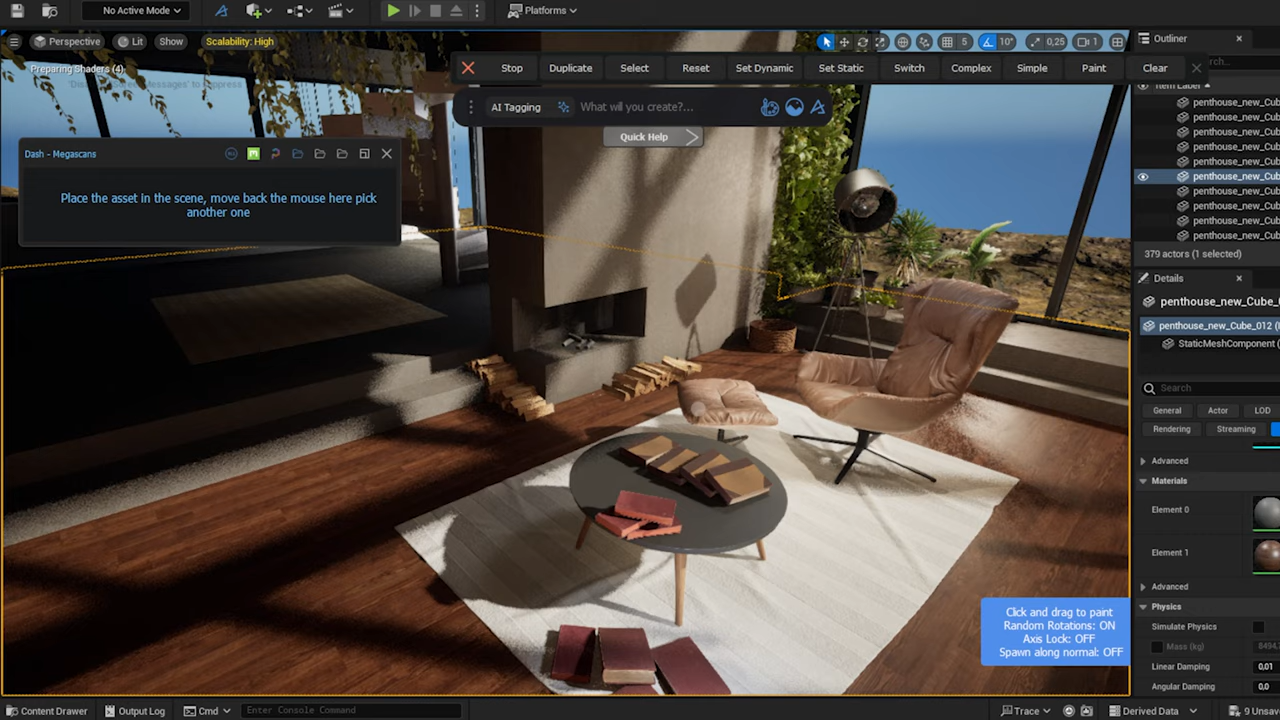 No Active Mode
Platforms
Perspective
Lit
Show
Scalability: High
5
10°
0,25
1
Outliner
Preparing Shaders (4)
Stop
Duplicate
Select
Reset
Set Dynamic
Set Static
Switch
Complex
Simple
Paint
Clear
Item Label
AI Tagging
What will you create?...
Quick Help
penthouse_new_Cub
penthouse_new_Cub
penthouse_new_Cub
penthouse_new_Cub
penthouse_new_Cub
penthouse_new_Cub
penthouse_new_Cub
penthouse_new_Cub
penthouse_new_Cub
penthouse_new_Cub
379 actors (1 selected)
Dash - Megascans
Place the asset in the scene, move back the mouse here pick
another one
Details
penthouse_new_Cube_
penthouse_new_Cube_012 (
StaticMeshComponent (
Search
General
Actor
LOD
Rendering
Streaming
Advanced
Materials
Element 0
Element 1
Advanced
Physics
Simulate Physics
Mass (kg)
Linear Damping
0,01
Angular Damping
0,0
Click and drag to paint
Random Rotations: ON
Axis Lock: OFF
Spawn along normal: OFF
Content Drawer
Output Log
Cmd
Enter Console Command
Trace
Derived Data
9 Unsav